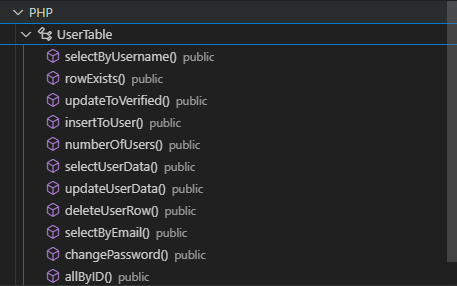 PHP
UserTable
selectByUsername() public
rowExists() public
updateToVerified() public
insertToUser() public
numberOfUsers() public
selectUserData() public
updateUserData() public
deleteUserRow() public
selectByEmail() public
changePassword() public
allByID() public